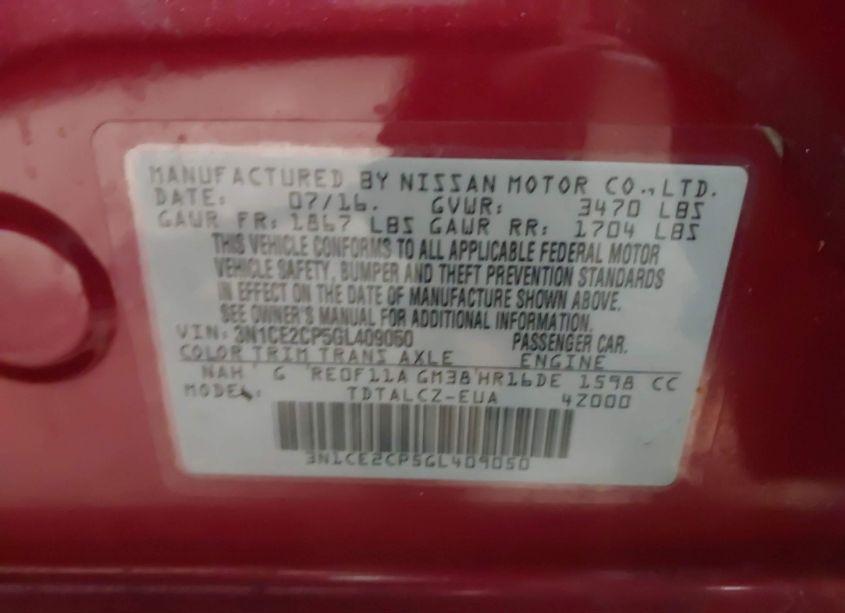 MANUFACTURED BY NISSAN MOTOR CO., LTD.
DATE: 07/16. GVWR: 3470 LBS
GAWR FR: 1867 LBS GAWR RR: 1704 LBS
THIS VEHICLE CONFORMS TO ALL APPLICABLE FEDERAL MOTOR
VEHICLE SAFETY, BUMPER AND THEFT PREVENTION STANDARDS
IN EFFECT ON THE DATE OF MANUFACTURE SHOWN ABOVE.
SEE OWNER'S MANUAL FOR ADDITIONAL INFORMATION.
VIN: 3N1CE2CP5GL409050 PASSENGER CAR.
COLOR TRIM TRANS AXLE ENGINE
NAH G RE0F11A GM38 HR16DE 1598 CC
MODEL: TDTALCZ-EUA 4Z000
3N1CE2CP5GL409050